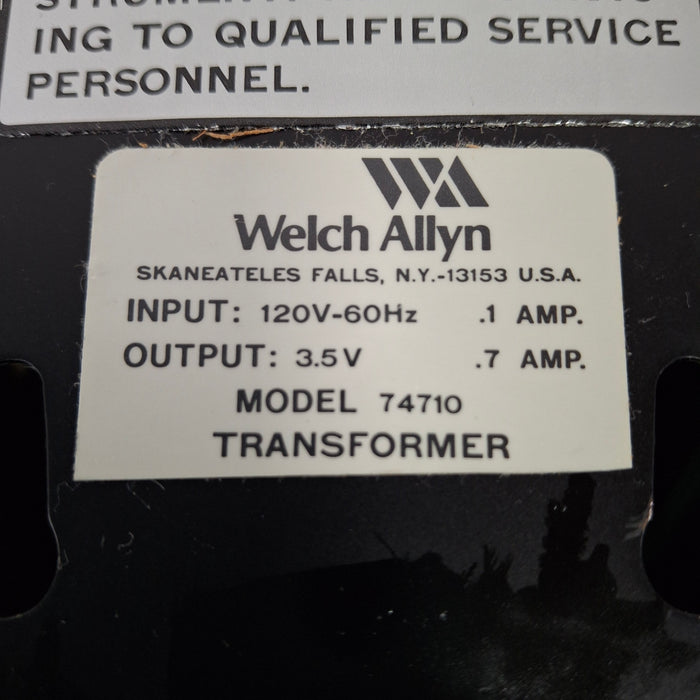 ING TO QUALIFIED SERVICE
PERSONNEL.
WA
Welch Allyn
SKANEATELES FALLS, N.Y.-13153 U.S.A.
INPUT: 120V-60Hz .1 AMP.
OUTPUT: 3.5V .7 AMP.
MODEL 74710
TRANSFORMER